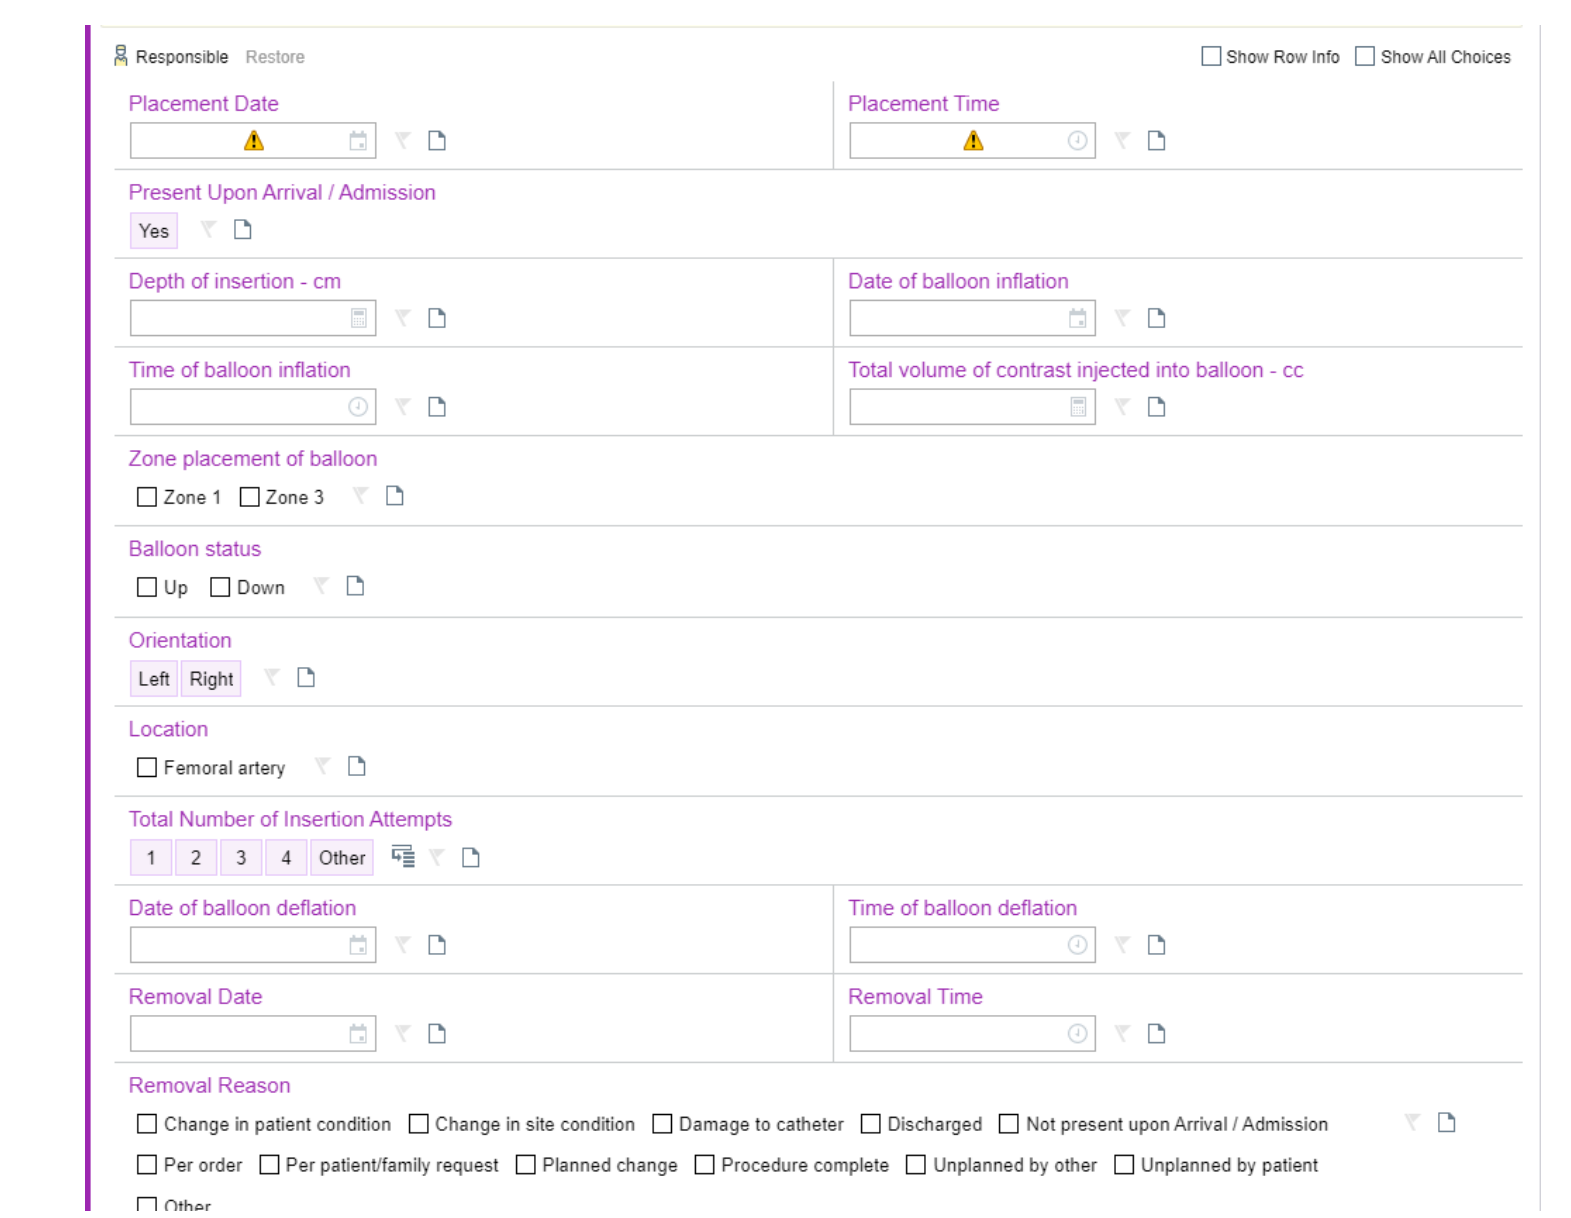 Responsible Restore Show Row Info Show All Choices
Placement Date Placement Time
Present Upon Arrival / Admission
Yes
Depth of insertion - cm Date of balloon inflation
Time of balloon inflation Total volume of contrast injected into balloon - cc
Zone placement of balloon
Zone 1 Zone 3
Balloon status
Up Down
Orientation
Left Right
Location
Femoral artery
Total Number of Insertion Attempts
1 2 3 4 Other
Date of balloon deflation Time of balloon deflation
Removal Date Removal Time
Removal Reason
Change in patient condition Change in site condition Damage to catheter Discharged Not present upon Arrival / Admission
Per order Per patient/family request Planned change Procedure complete Unplanned by other Unplanned by patient
Other